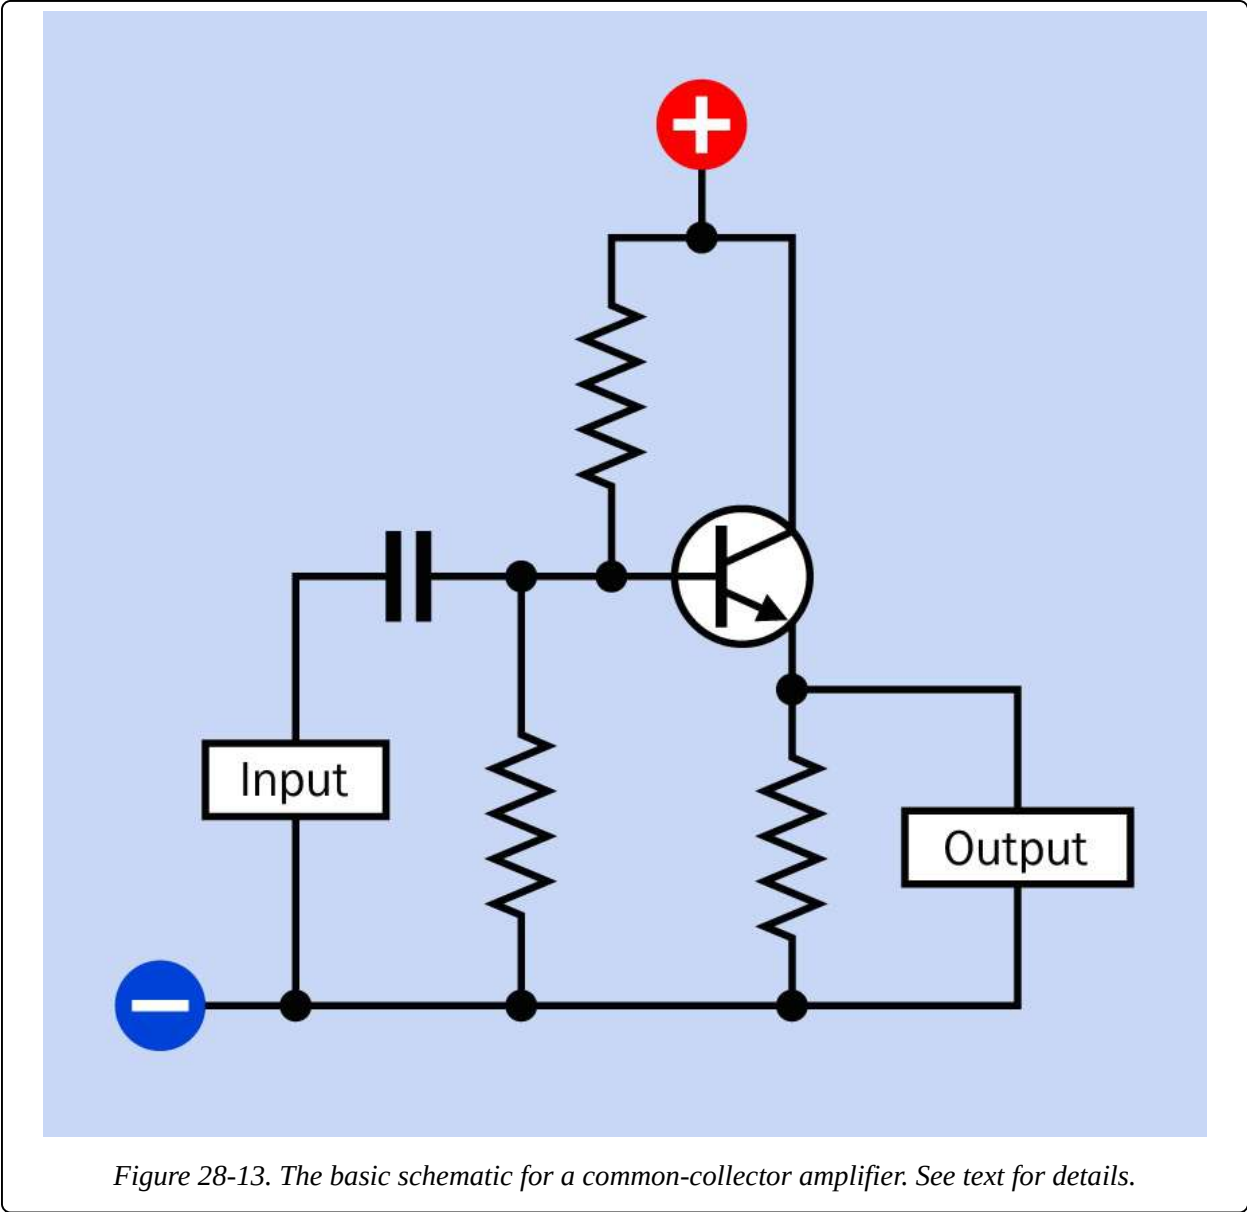 +
Input
Output
−
Figure 28-13. The basic schematic for a common-collector amplifier. See text for details.